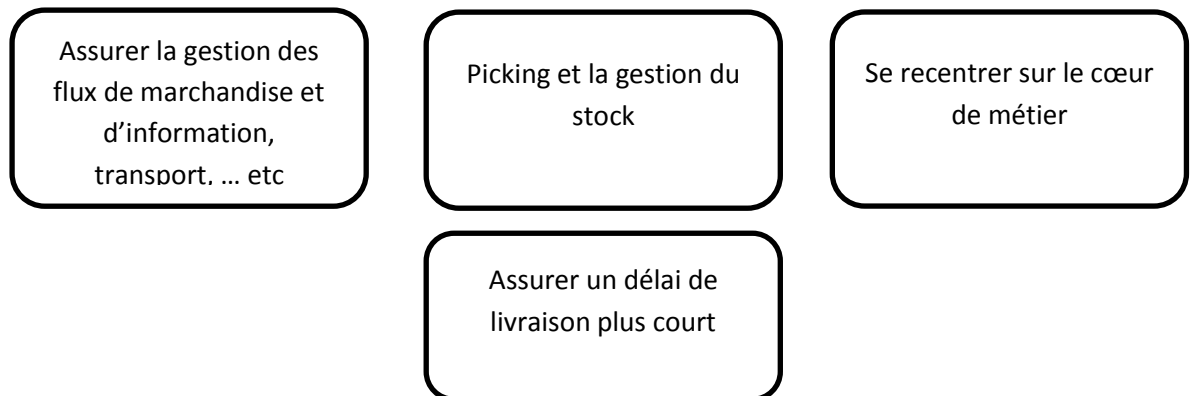 Assurer la gestion des
flux de marchandise et
d’information,
transport, … etc
Picking et la gestion du
stock
Se recentrer sur le cœur
de métier
Assurer un délai de
livraison plus court